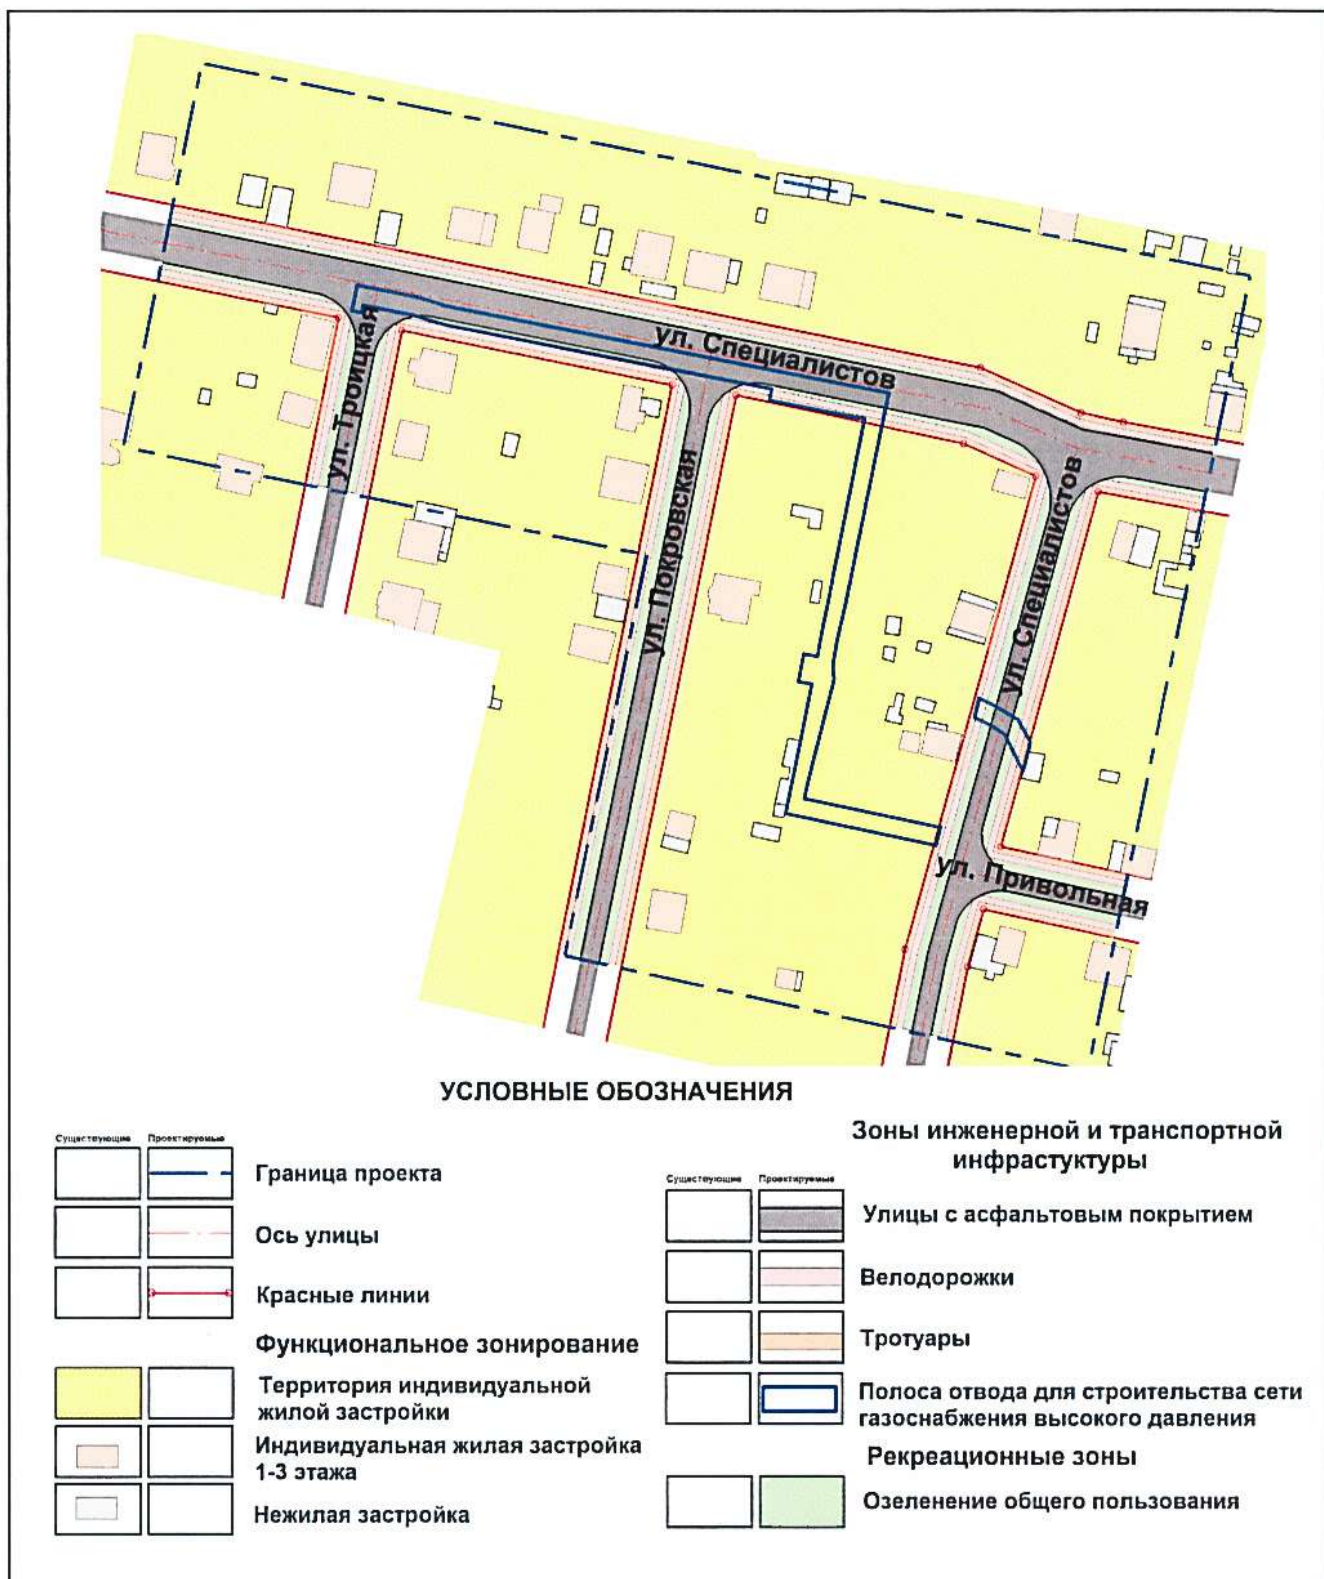 ул. Специалистов
ул. Троицкая
ул. Покровская
ул. Специалистов
ул. Привольная
УСЛОВНЫЕ ОБОЗНАЧЕНИЯ
Существующие Проектируемые
Граница проекта
Ось улицы
Красные линии
Функциональное зонирование
Территория индивидуальной
жилой застройки
Индивидуальная жилая застройка
1-3 этажа
Нежилая застройка
Зоны инженерной и транспортной
инфрастуктуры
Существующие Проектируемые
Улицы с асфальтовым покрытием
Велодорожки
Тротуары
Полоса отвода для строительства сети
газоснабжения высокого давления
Рекреационные зоны
Озеленение общего пользования